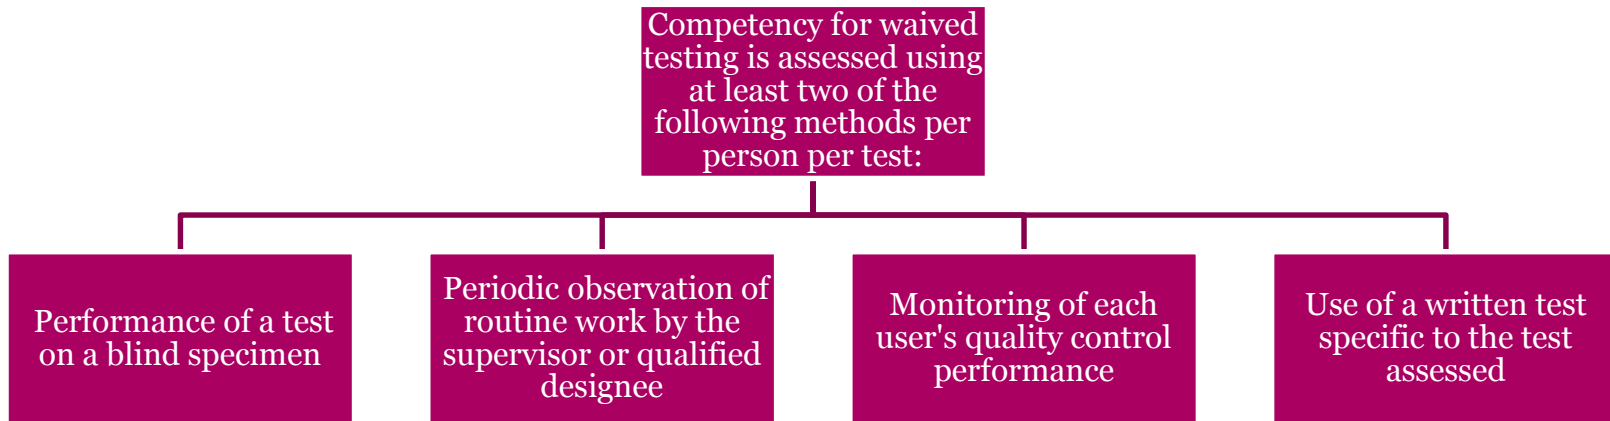 Competency for waived
testing is assessed using
at least two of the
following methods per
person per test:
Performance of a test
on a blind specimen
Periodic observation of
routine work by the
supervisor or qualified
designee
Monitoring of each
user's quality control
performance
Use of a written test
specific to the test
assessed